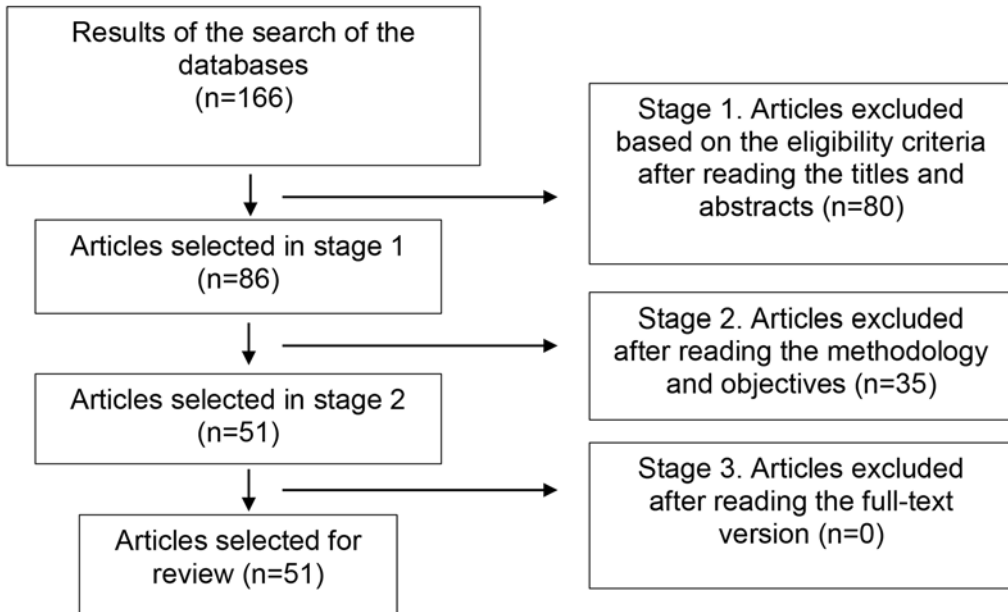 Results of the search of the
databases
(n=166)
Stage 1. Articles excluded
based on the eligibility criteria
after reading the titles and
abstracts (n=80)
Articles selected in stage 1
(n=86)
Stage 2. Articles excluded
after reading the methodology
and objectives (n=35)
Articles selected in stage 2
(n=51)
Stage 3. Articles excluded
after reading the full-text
version (n=0)
Articles selected for
review (n=51)